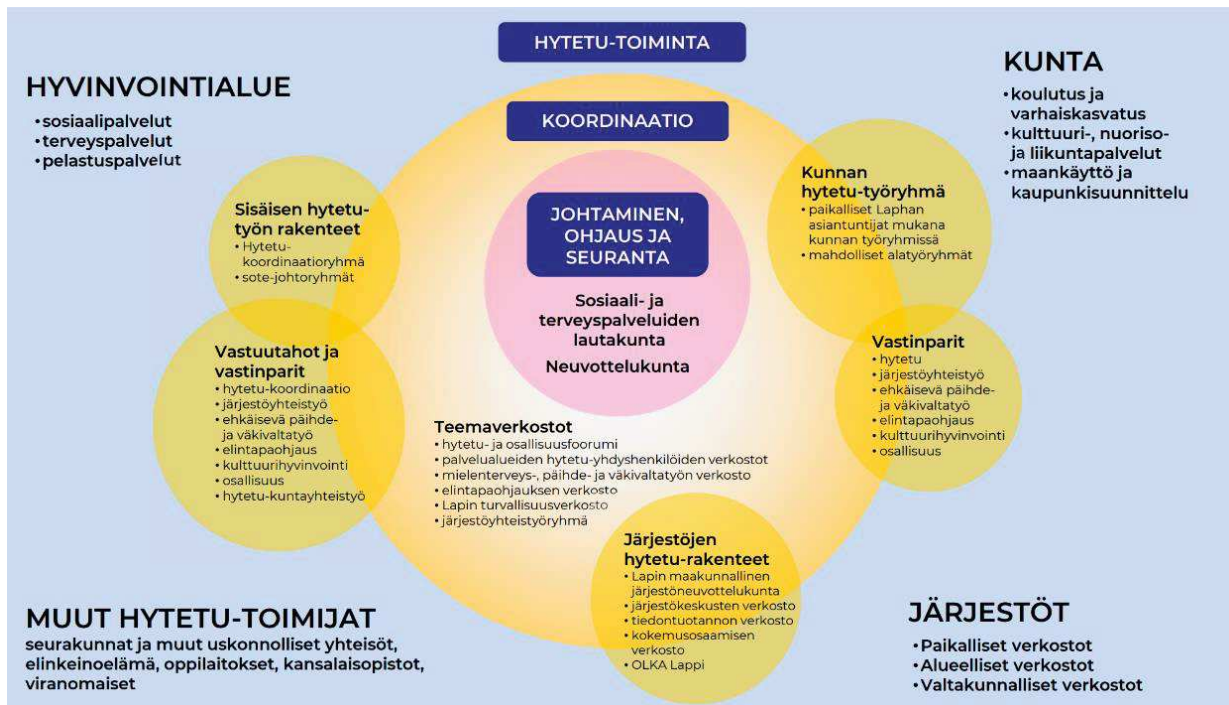 HYTETU-TOIMINTA
HYVINVOINTIALUE
•sosiaalipalvelut
•terveyspalvelut
•pelastuspalvelut
KUNTA
•koulutus ja
varhaiskasvatus
•kulttuuri-, nuoriso-
ja liikuntapalvelut
•maankäyttö ja
kaupunkisuunnittelu
KOORDINAATIO
Sisäisen hytetu-
työn rakenteet
• Hytetu-
koordinaatioryhmä
• sote-johtoryhmät
JOHTAMINEN,
OHJAUS JA
SEURANTA
Sosiaali- ja
terveyspalveluiden
lautakunta
Neuvottelukunta
Kunnan
hytetu-työryhmä
• paikalliset Laphan
asiantuntijat mukana
kunnan työryhmissä
• mahdolliset alatyöryhmät
Vastuutahot ja
vastinparit
• hytetu-koordinaatio
• järjestöyhteistyö
• ehkäisevä päihde-
ja väkivaltatyö
• elintapaohjaus
• kulttuurihyvinvointi
• osallisuus
• hytetu-kuntayhteistyö
Vastinparit
• hytetu
• järjestöyhteistyö
• ehkäisevä päihde-
ja väkivaltatyö
• elintapaohjaus
• kulttuurihyvinvointi
• osallisuus
Teemaverkostot
• hytetu- ja osallisuusfoorumi
• palvelualueiden hytetu-yhdyshenkilöiden verkostot
• mielenterveys-, päihde- ja väkivaltatyön verkosto
• elintapaohjauksen verkosto
• Lapin turvallisuusverkosto
• järjestöyhteistyöryhmä
Järjestöjen
hytetu-rakenteet
• Lapin maakunnallinen
järjestöneuvottelukunta
• järjestökeskusten verkosto
• tiedontuotannon verkosto
• kokemusosaamisen
verkosto
• OLKA Lappi
MUUT HYTETU-TOIMIJAT
seurakunnat ja muut uskonnolliset yhteisöt,
elinkeinoelämä, oppilaitokset, kansalaisopistot,
viranomaiset
JÄRJESTÖT
•Paikalliset verkostot
•Alueelliset verkostot
•Valtakunnalliset verkostot